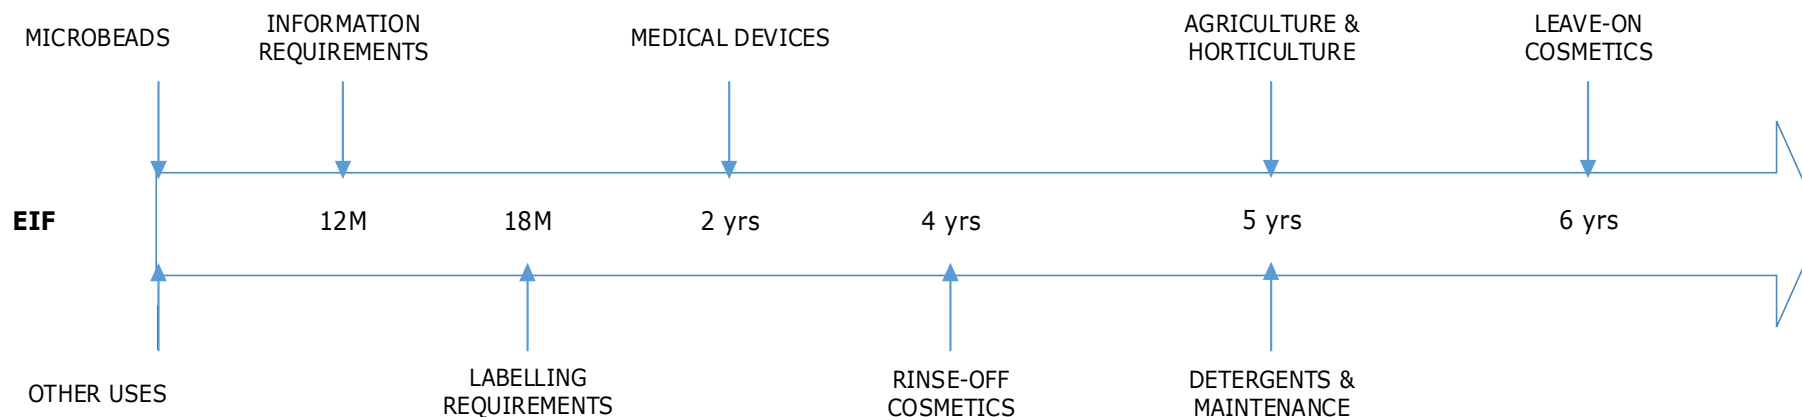 MICROBEADS
INFORMATION
REQUIREMENTS
MEDICAL DEVICES
AGRICULTURE &
HORTICULTURE
LEAVE-ON
COSMETICS
EIF
12M
18M
2 yrs
4 yrs
5 yrs
6 yrs
OTHER USES
LABELLING
REQUIREMENTS
RINSE-OFF
COSMETICS
DETERGENTS &
MAINTENANCE